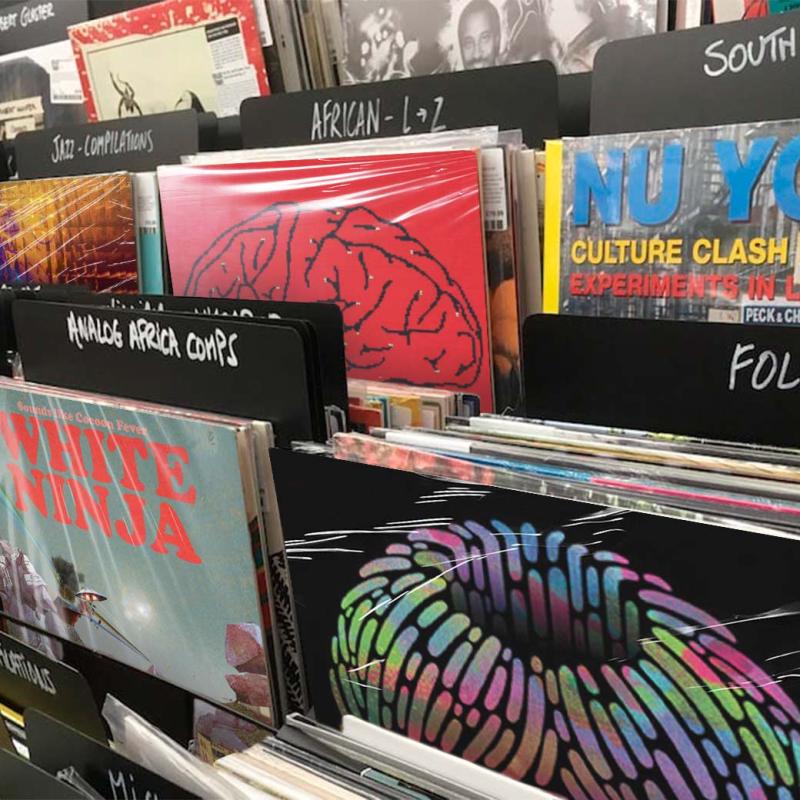 SOUTH
AFRICAN - L→Z
JAZZ - COMPILATIONS
NU YO
CULTURE CLASH
EXPERIMENTS IN L
PECK & CH
ANALOG AFRICA COMPS
FOL
Sounds like Cocoon Fever
WHITE
NINJA